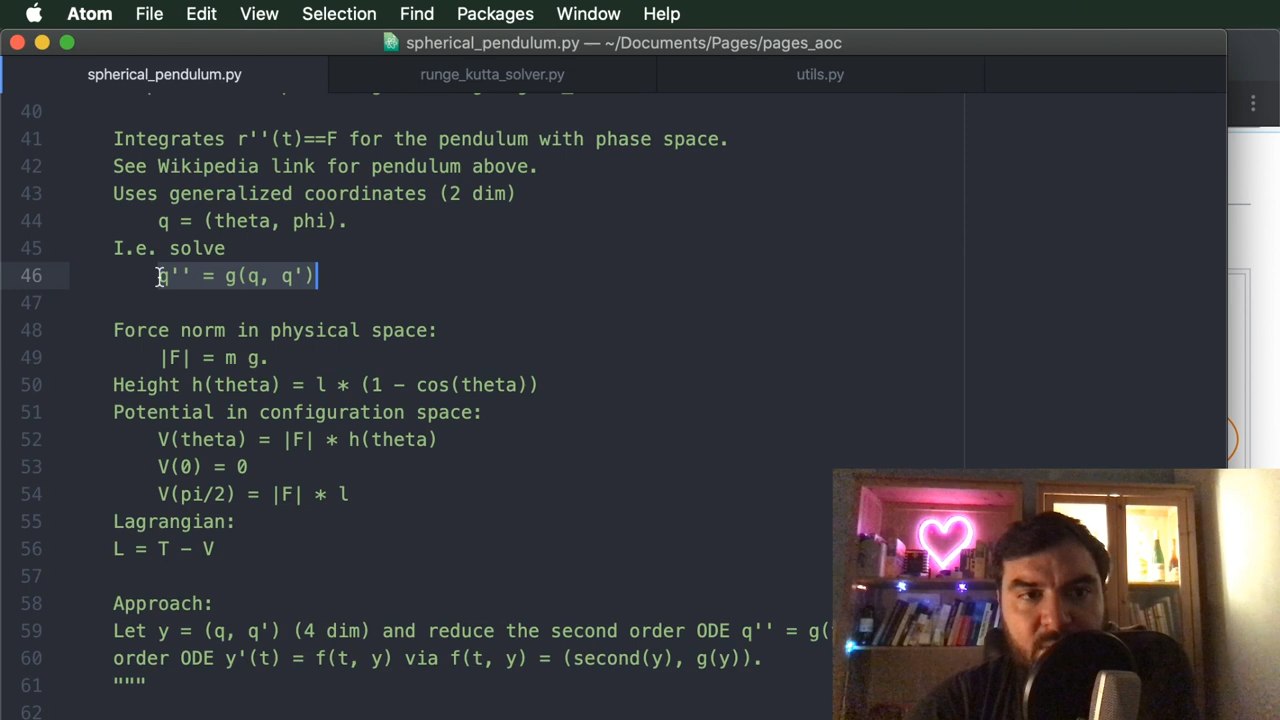 Atom File Edit View Selection Find Packages Window Help
spherical_pendulum.py — ~/Documents/Pages/pages_aoc
spherical_pendulum.py runge_kutta_solver.py utils.py
40
41 Integrates r''(t)==F for the pendulum with phase space.
42 See Wikipedia link for pendulum above.
43 Uses generalized coordinates (2 dim)
44 q = (theta, phi).
45 I.e. solve
46 q'' = g(q, q')
47
48 Force norm in physical space:
49 |F| = m g.
50 Height h(theta) = l * (1 - cos(theta))
51 Potential in configuration space:
52 V(theta) = |F| * h(theta)
53 V(0) = 0
54 V(pi/2) = |F| * l
55 Lagrangian:
56 L = T - V
57
58 Approach:
59 Let y = (q, q') (4 dim) and reduce the second order ODE q'' = g(
60 order ODE y'(t) = f(t, y) via f(t, y) = (second(y), g(y)).
61 """
62